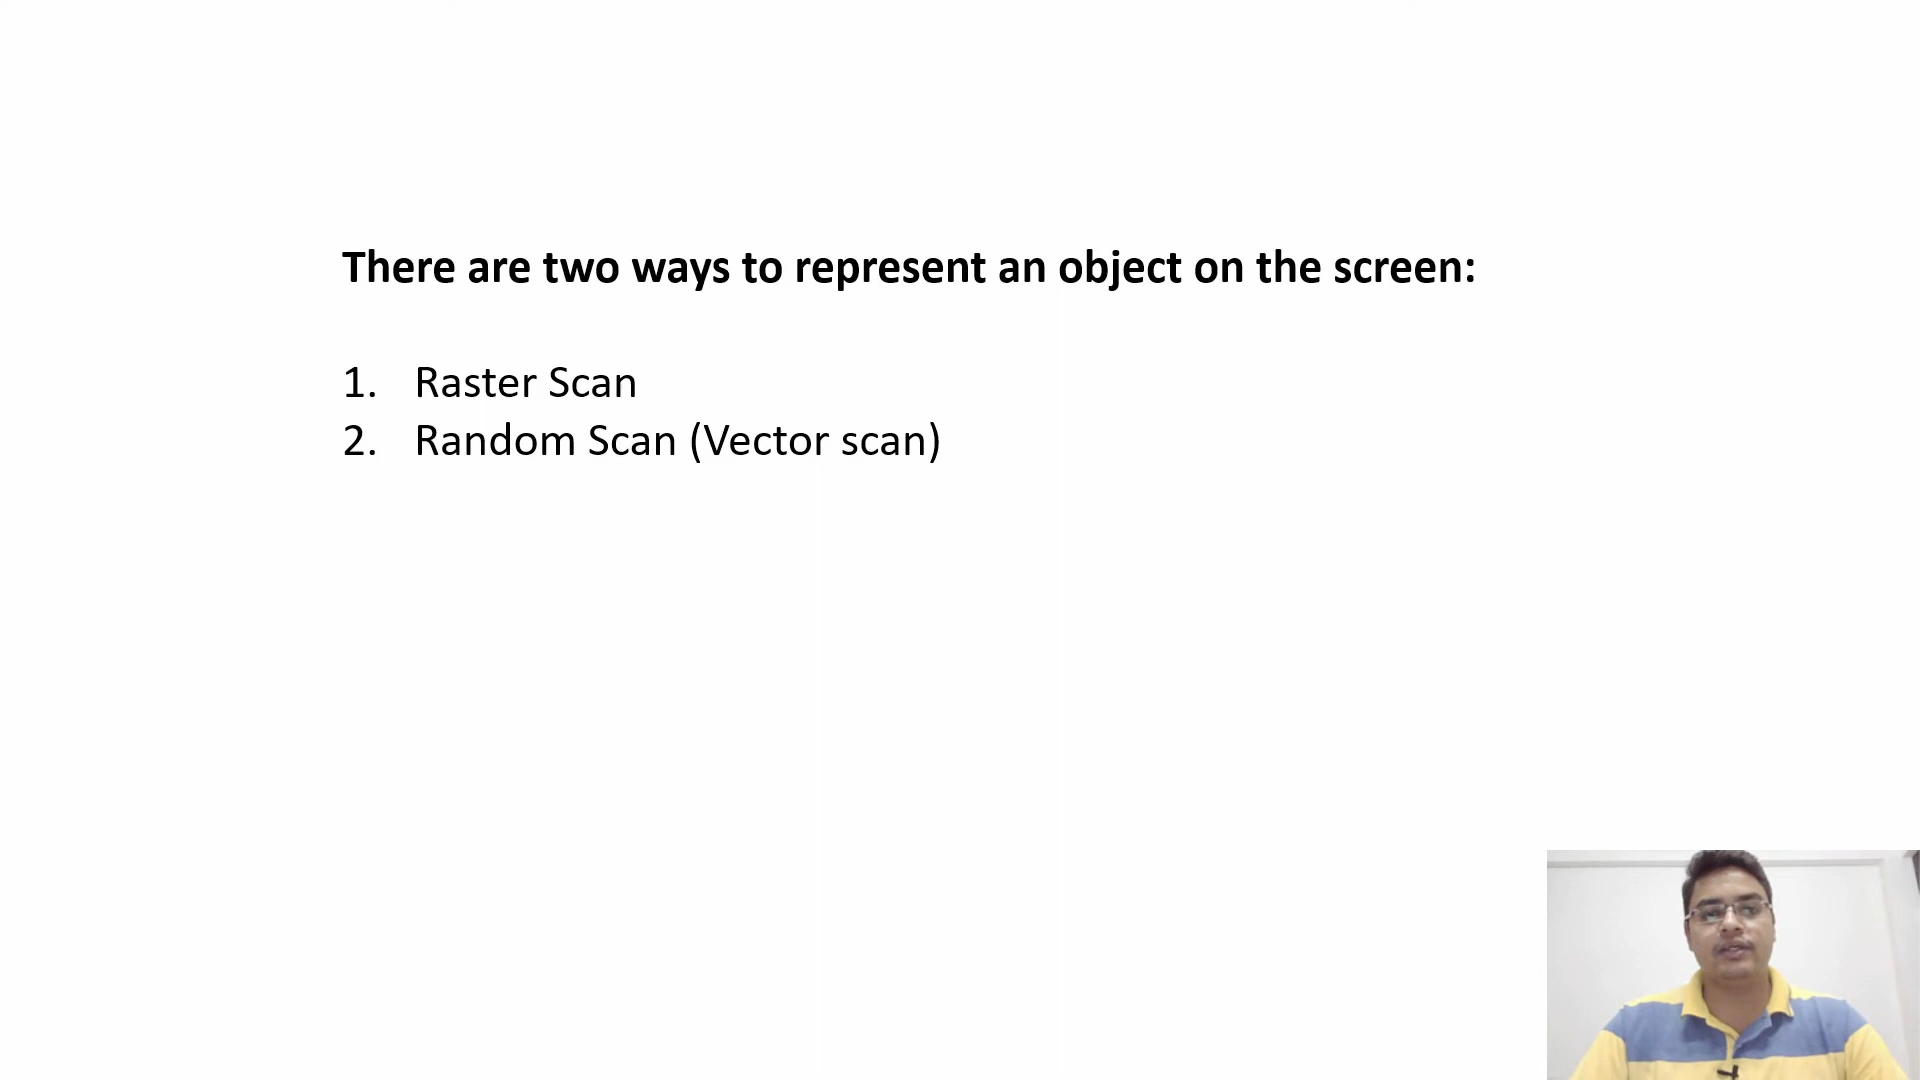 There are two ways to represent an object on the screen:
1. Raster Scan
2. Random Scan (Vector scan)